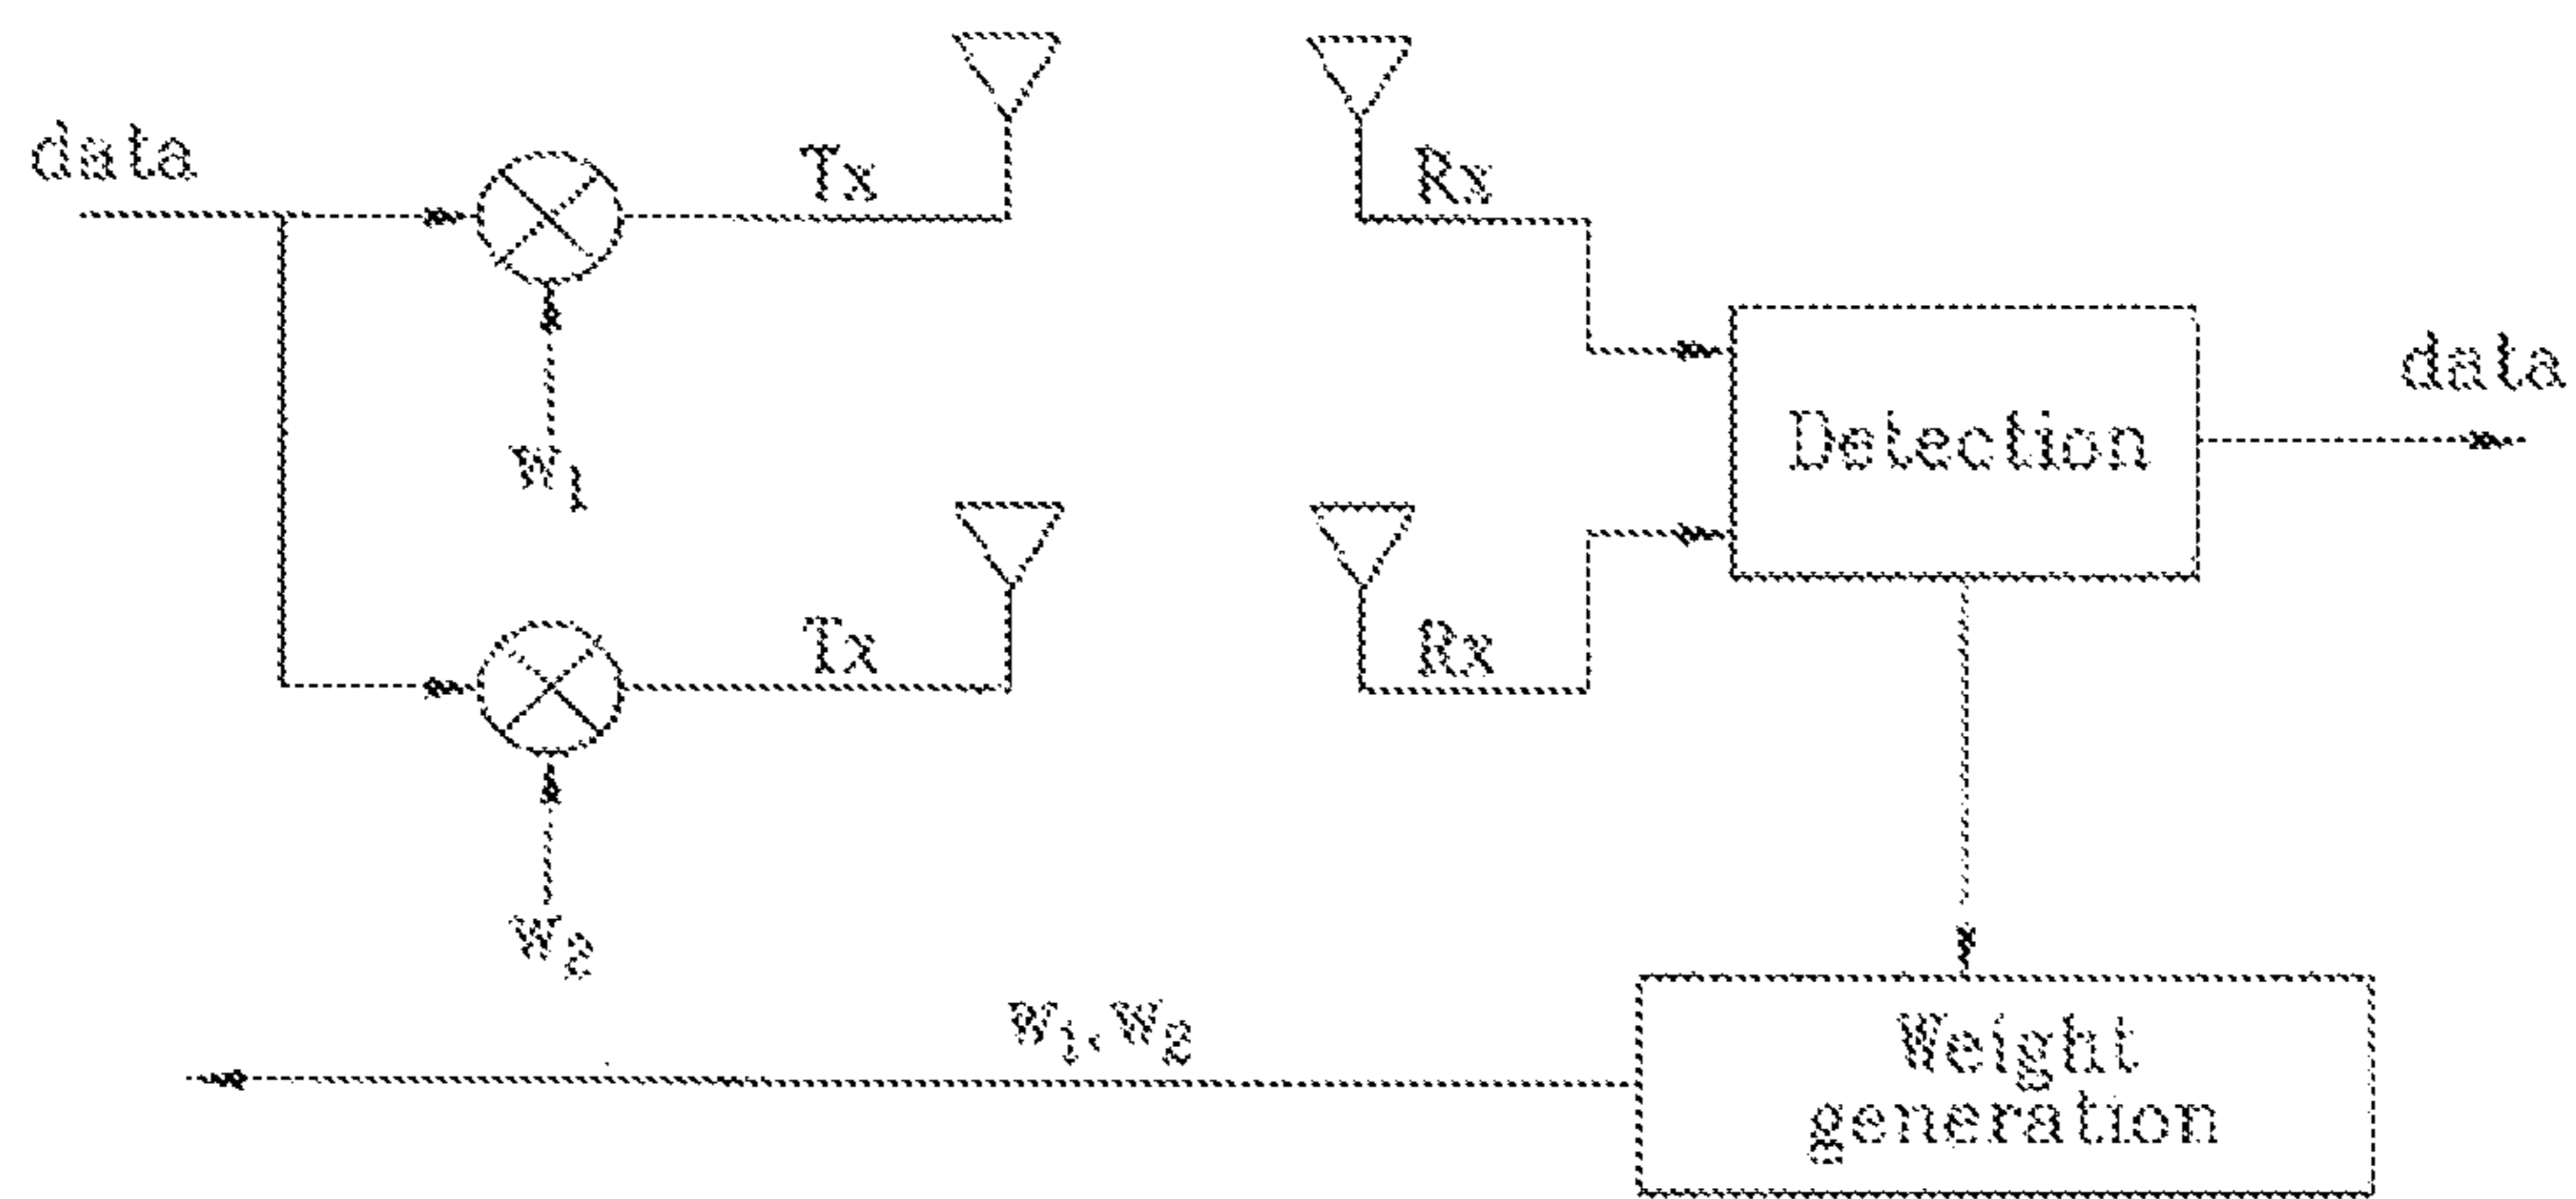 data
Tx
Rx
W1
data
Detection
Tx
Rx
W2
W1,W2
Weight
generation